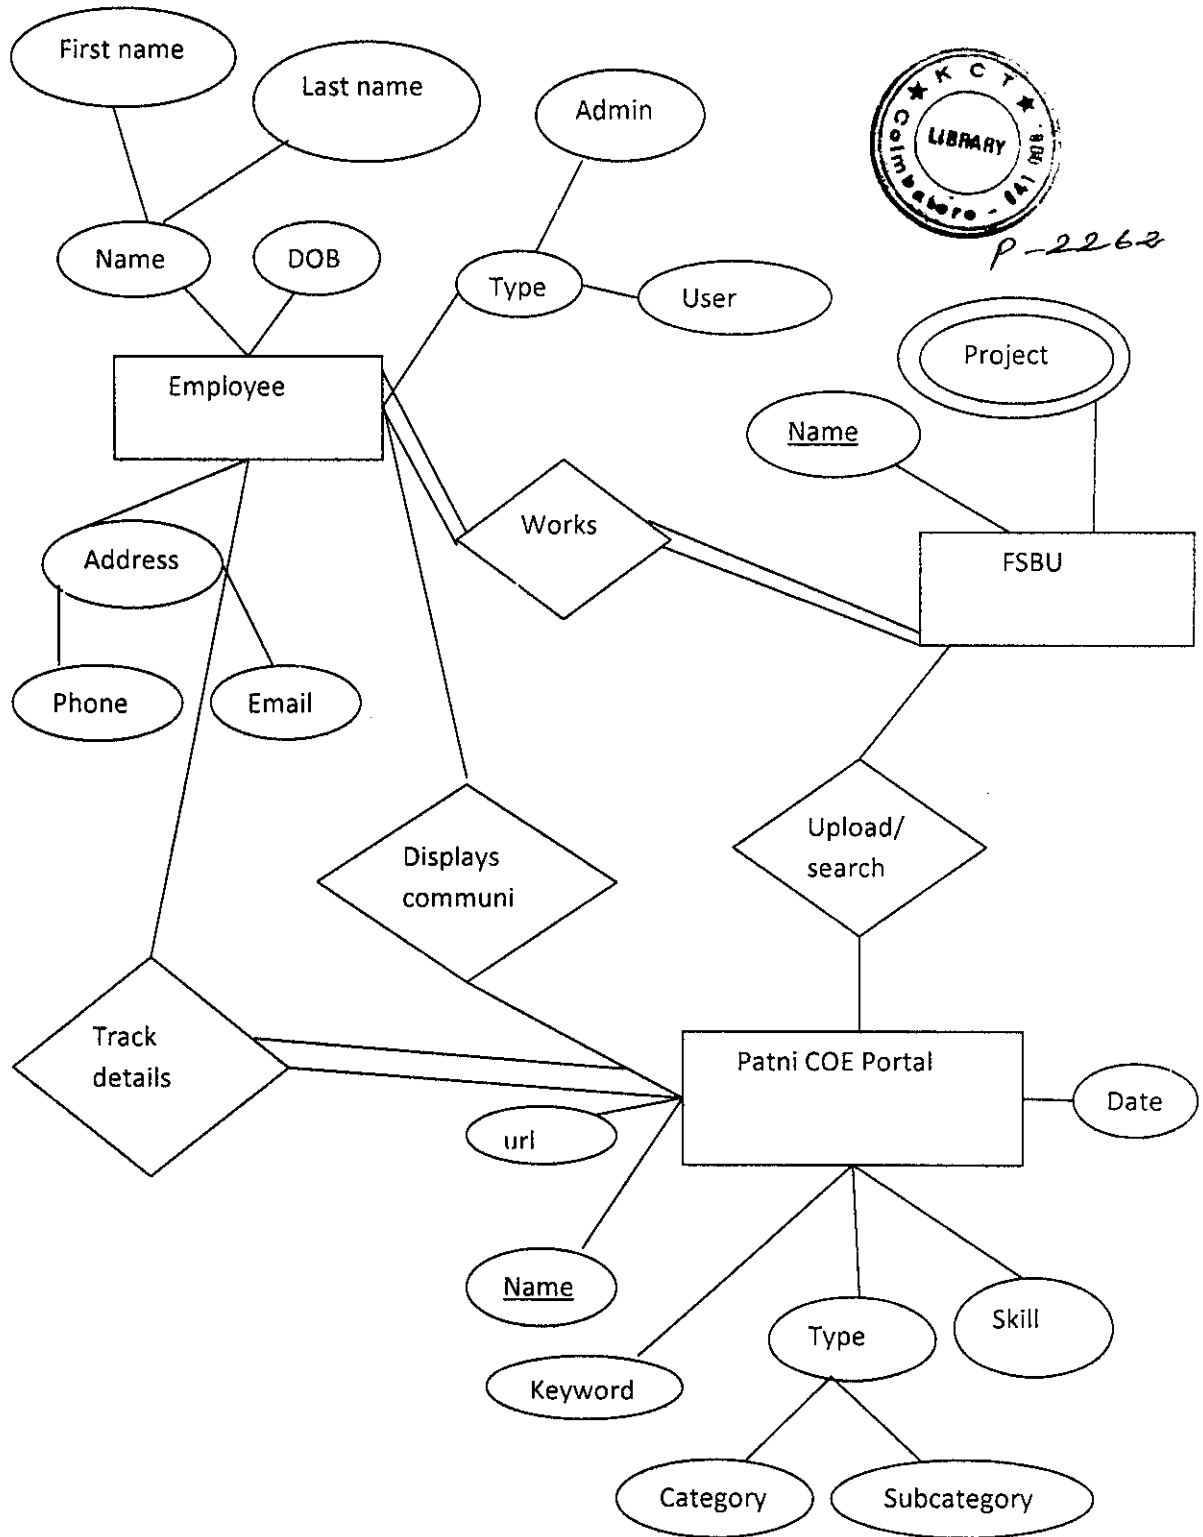 First name
Last name
Admin
★ K C T ★
Coimbatore - 641 006.
LIBRARY
P-2262
Name
DOB
Type
User
Project
Employee
Name
Works
FSBU
Address
Phone
Email
Upload/
search
Displays
communi
Track
details
Patni COE Portal
Date
url
Name
Type
Skill
Keyword
Category
Subcategory